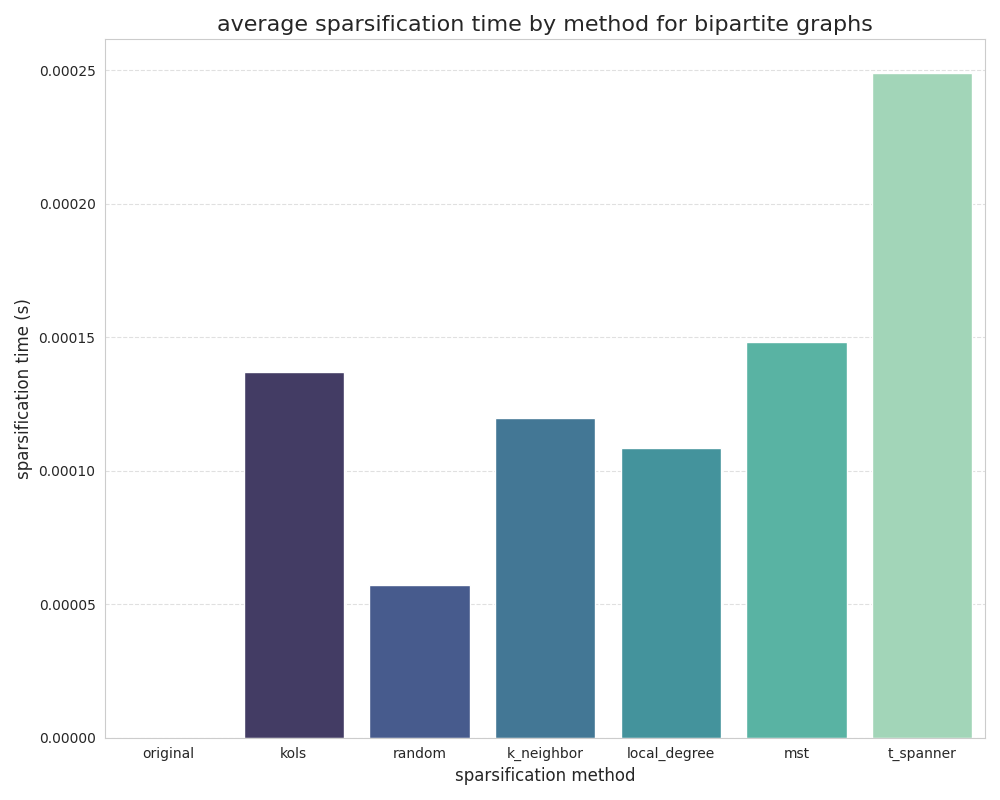 average sparsification time by method for bipartite graphs
sparsification time (s)
0.00025
0.00020
0.00015
0.00010
0.00005
0.00000
original kols random k_neighbor local_degree mst t_spanner
sparsification method